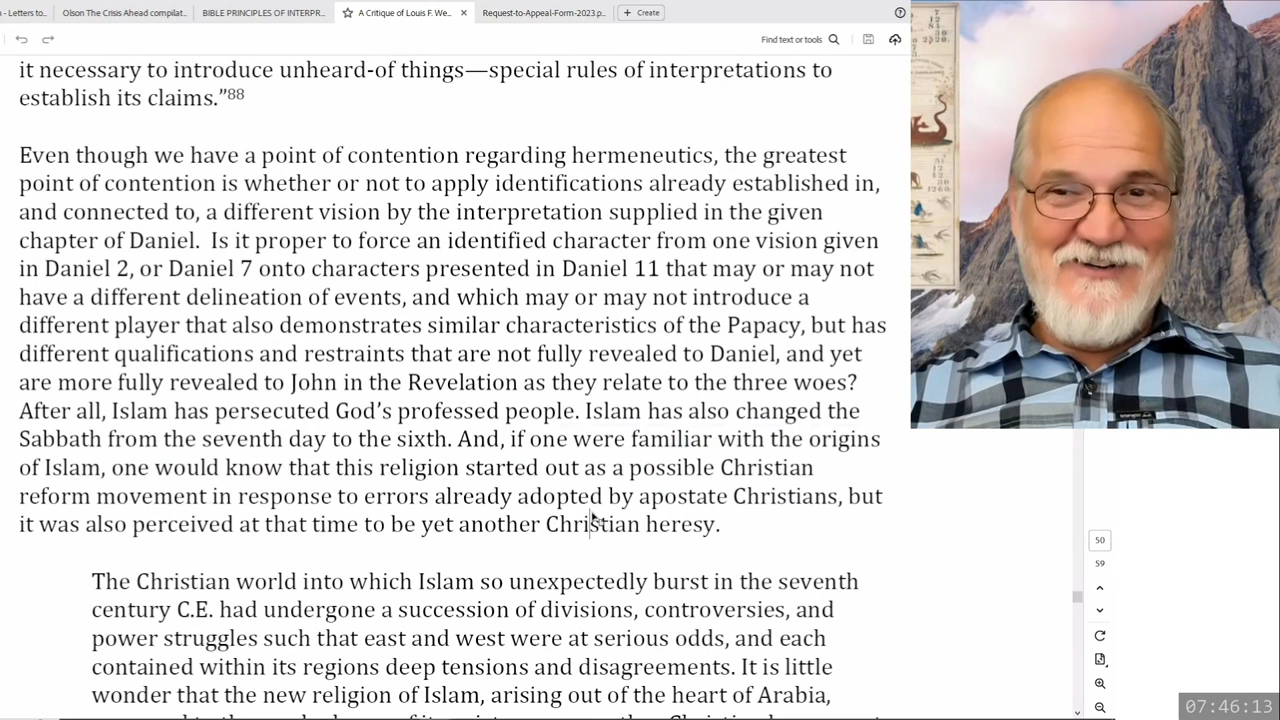 - Letters to...
Olson The Crisis Ahead compilat...
BIBLE PRINCIPLES OF INTERPR...
A Critique of Louis F. We...
Request-to-Appeal-Form-2023.p...
Create
Find text or tools
it necessary to introduce unheard-of things—special rules of interpretations to
establish its claims."88
Even though we have a point of contention regarding hermeneutics, the greatest
point of contention is whether or not to apply identifications already established in,
and connected to, a different vision by the interpretation supplied in the given
chapter of Daniel.  Is it proper to force an identified character from one vision given
in Daniel 2, or Daniel 7 onto characters presented in Daniel 11 that may or may not
have a different delineation of events, and which may or may not introduce a
different player that also demonstrates similar characteristics of the Papacy, but has
different qualifications and restraints that are not fully revealed to Daniel, and yet
are more fully revealed to John in the Revelation as they relate to the three woes?
After all, Islam has persecuted God's professed people. Islam has also changed the
Sabbath from the seventh day to the sixth. And, if one were familiar with the origins
of Islam, one would know that this religion started out as a possible Christian
reform movement in response to errors already adopted by apostate Christians, but
it was also perceived at that time to be yet another Christian heresy.
The Christian world into which Islam so unexpectedly burst in the seventh
century C.E. had undergone a succession of divisions, controversies, and
power struggles such that east and west were at serious odds, and each
contained within its regions deep tensions and disagreements. It is little
wonder that the new religion of Islam, arising out of the heart of Arabia,
50
59
07:46:13